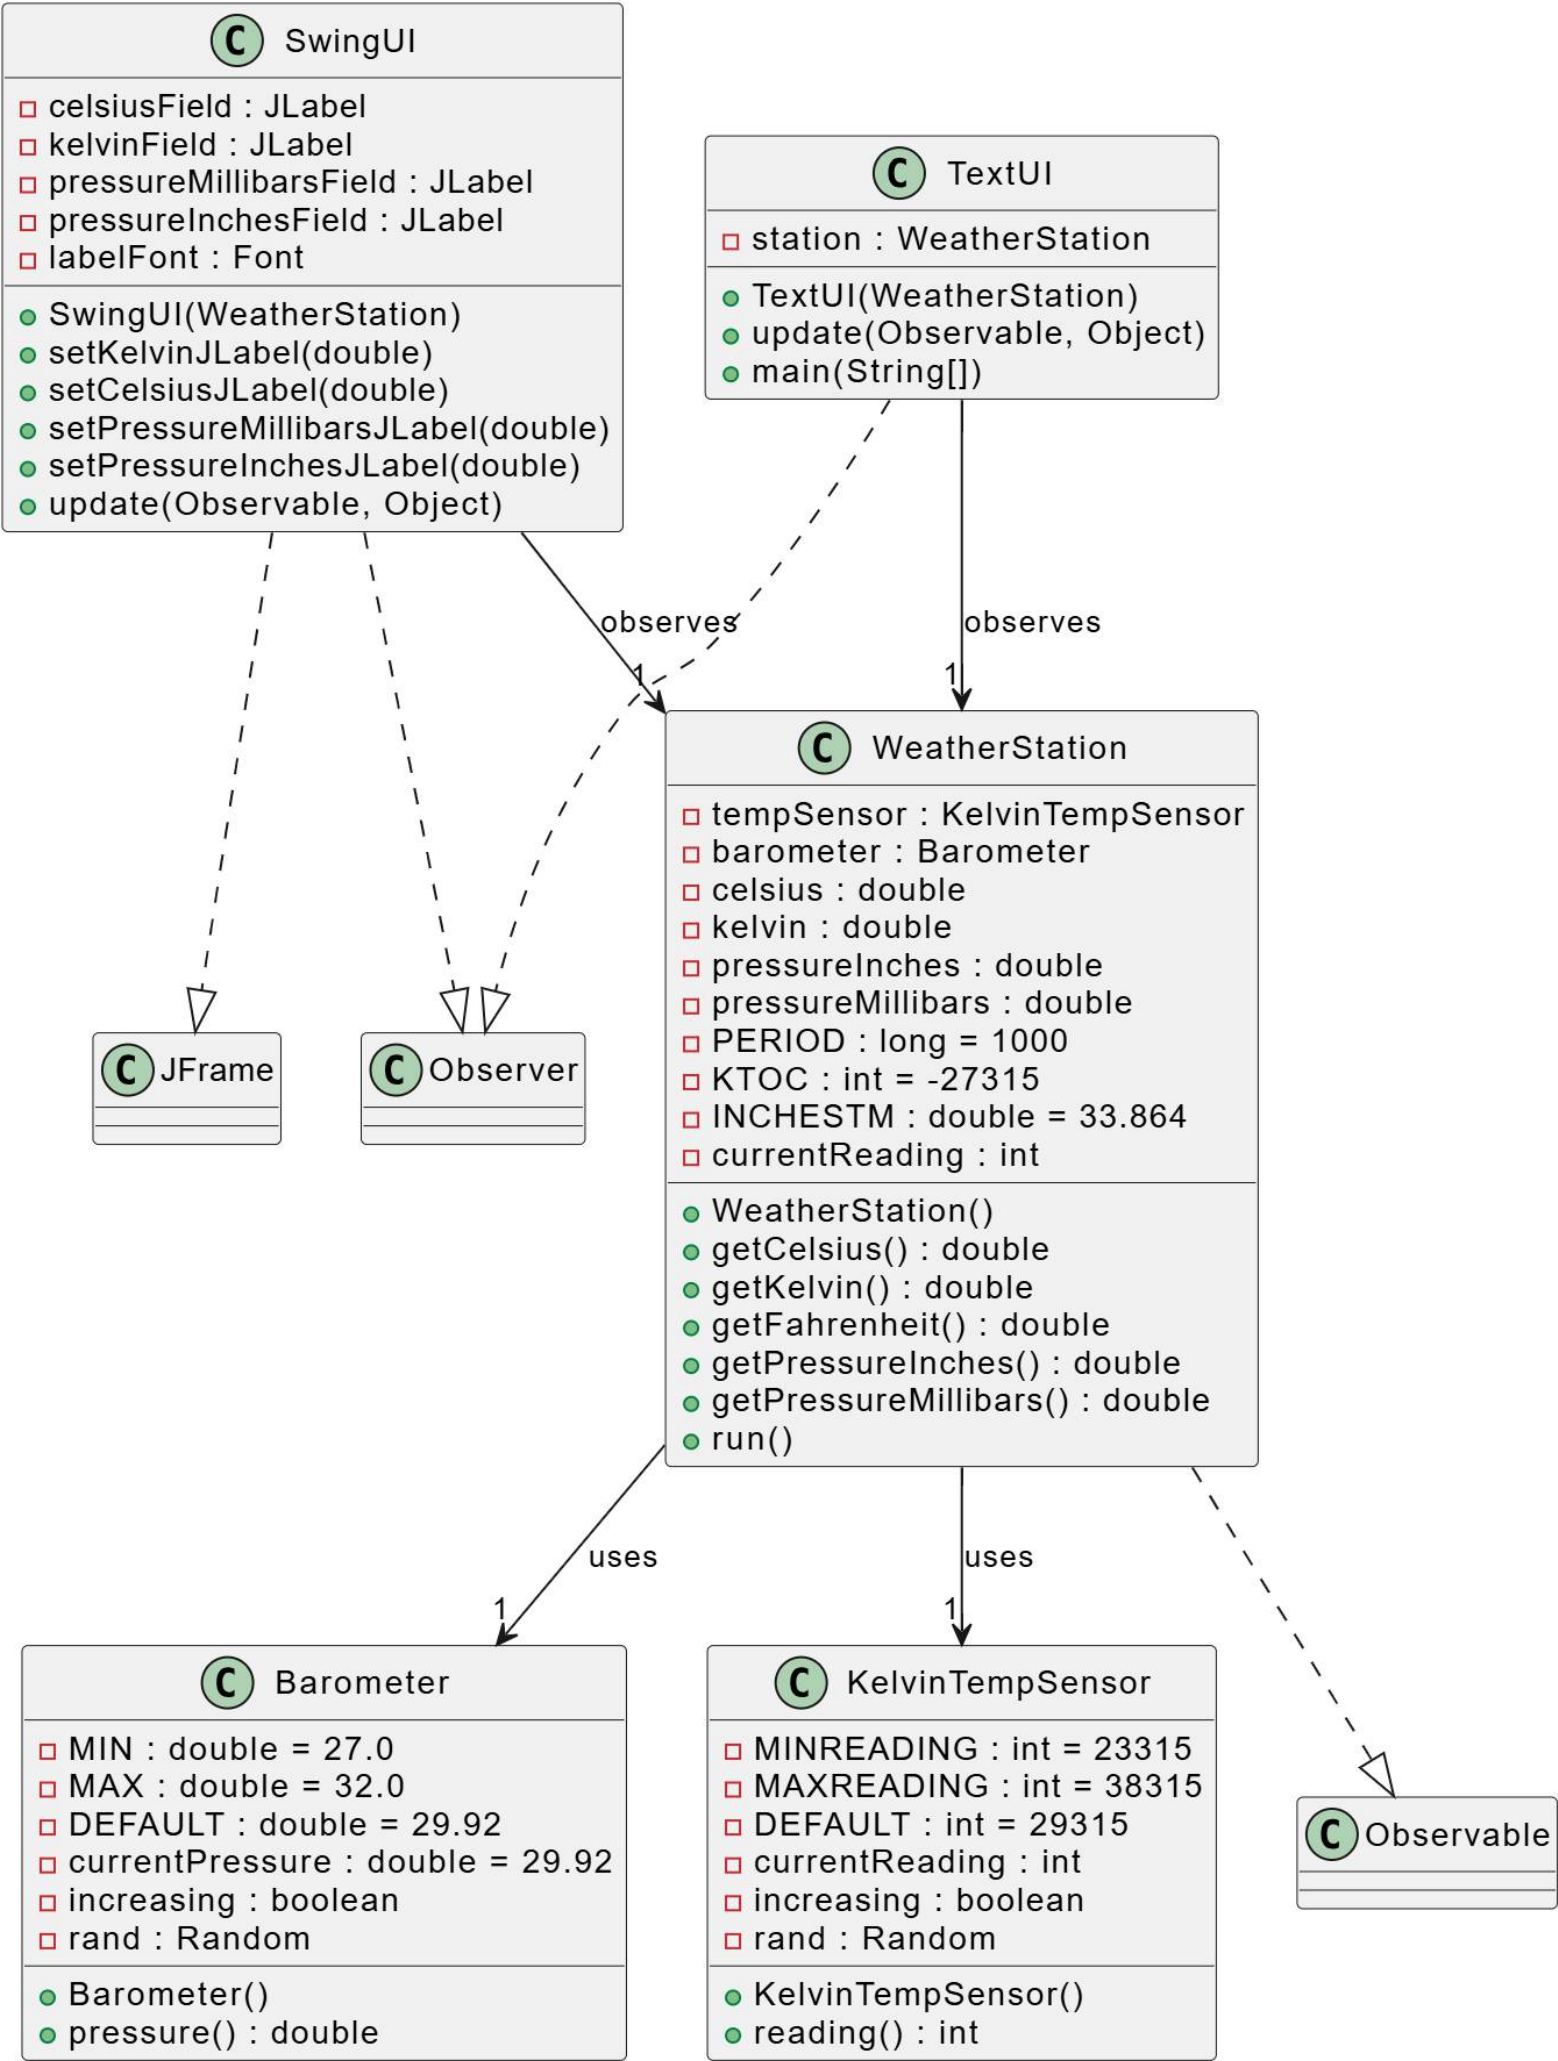 C SwingUI
celsiusField : JLabel
kelvinField : JLabel
pressureMillibarsField : JLabel
pressureInchesField : JLabel
labelFont : Font
SwingUI(WeatherStation)
setKelvinJLabel(double)
setCelsiusJLabel(double)
setPressureMillibarsJLabel(double)
setPressureInchesJLabel(double)
update(Observable, Object)
C TextUI
station : WeatherStation
TextUI(WeatherStation)
update(Observable, Object)
main(String[])
observes
1
observes
1
C JFrame
C Observer
C WeatherStation
tempSensor : KelvinTempSensor
barometer : Barometer
celsius : double
kelvin : double
pressureInches : double
pressureMillibars : double
PERIOD : long = 1000
KTOC : int = -27315
INCHESTM : double = 33.864
currentReading : int
WeatherStation()
getCelsius() : double
getKelvin() : double
getFahrenheit() : double
getPressureInches() : double
getPressureMillibars() : double
run()
uses
1
uses
1
C Barometer
MIN : double = 27.0
MAX : double = 32.0
DEFAULT : double = 29.92
currentPressure : double = 29.92
increasing : boolean
rand : Random
Barometer()
pressure() : double
C KelvinTempSensor
MINREADING : int = 23315
MAXREADING : int = 38315
DEFAULT : int = 29315
currentReading : int
increasing : boolean
rand : Random
KelvinTempSensor()
reading() : int
C Observable